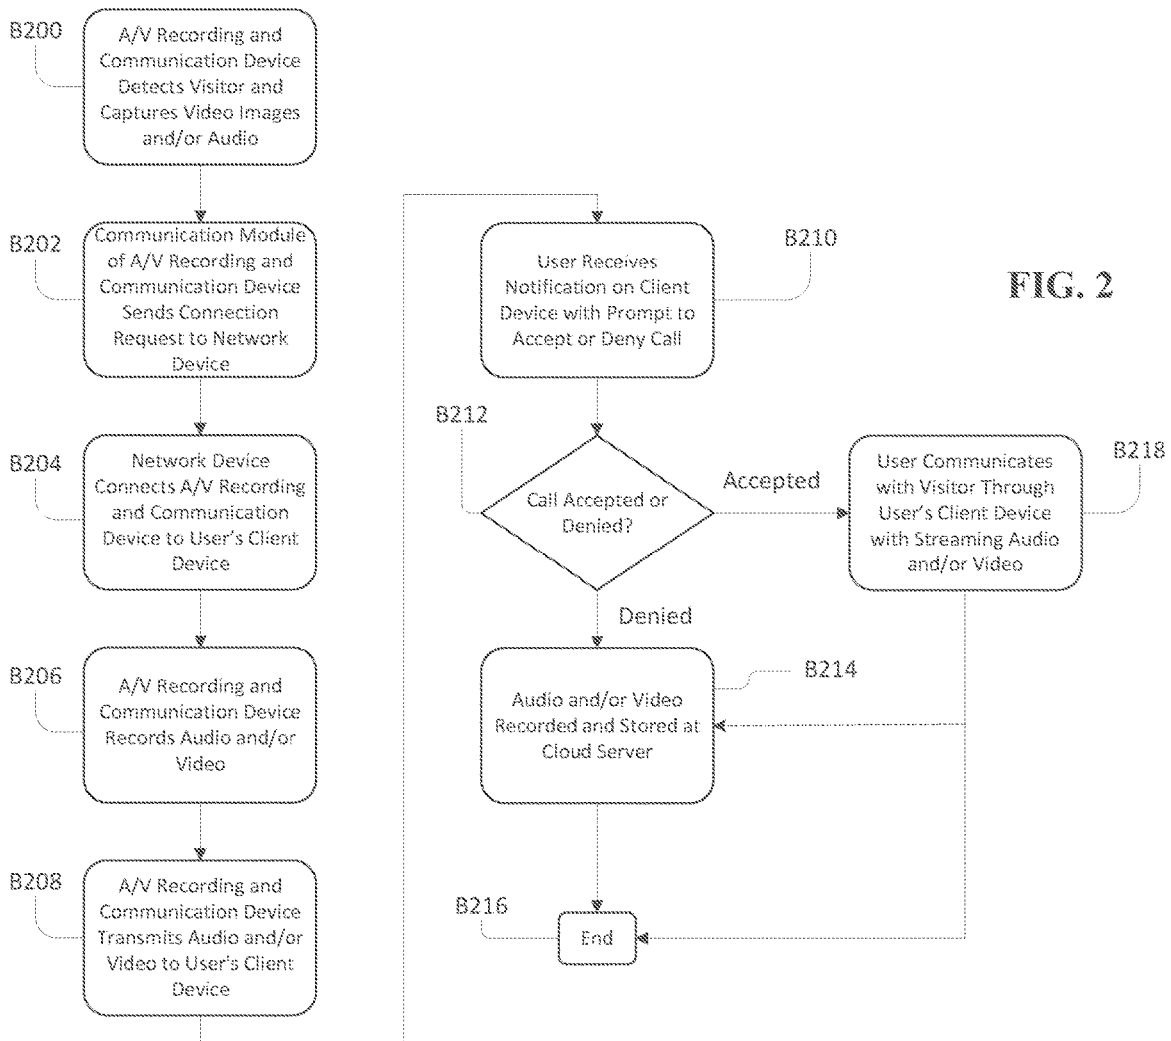 B200
A/V Recording and
Communication Device
Detects Visitor and
Captures Video Images
and/or Audio
B202
Communication Module
of A/V Recording and
Communication Device
Sends Connection
Request to Network
Device
B204
Network Device
Connects A/V Recording
and Communication
Device to User's Client
Device
B206
A/V Recording and
Communication Device
Records Audio and/or
Video
B208
A/V Recording and
Communication Device
Transmits Audio and/or
Video to User's Client
Device
B210
User Receives
Notification on Client
Device with Prompt to
Accept or Deny Call
FIG. 2
B212
Call Accepted or
Denied?
Accepted
B218
User Communicates
with Visitor Through
User's Client Device
with Streaming Audio
and/or Video
Denied
B214
Audio and/or Video
Recorded and Stored at
Cloud Server
B216
End